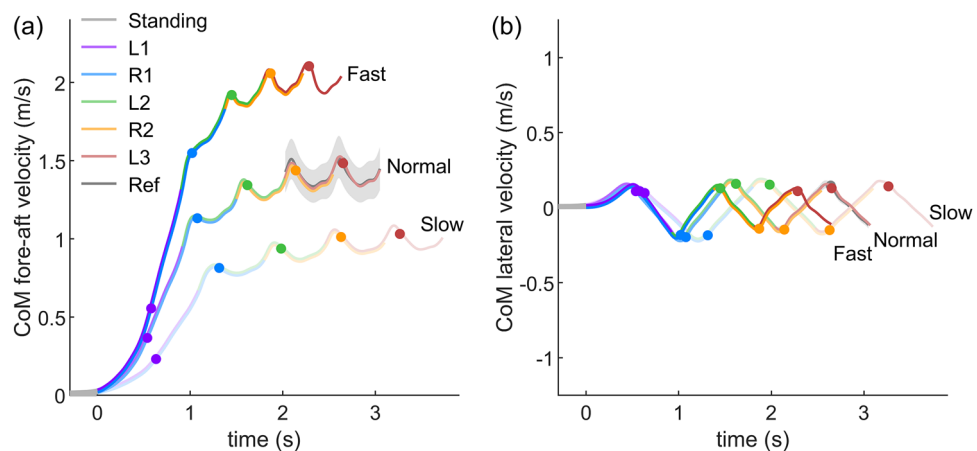 (a)
Standing
L1
R1
L2
R2
L3
Ref
CoM fore-aft velocity (m/s)
2
1.5
1
0.5
0
0
1
2
3
time (s)
Fast
Normal
Slow
(b)
CoM lateral velocity (m/s)
1
0.5
0
-0.5
-1
0
1
2
3
time (s)
Slow
Normal
Fast